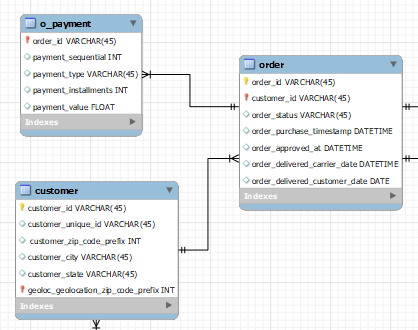 o_payment
order_id VARCHAR(45)
payment_sequential INT
payment_type VARCHAR(45)
payment_installments INT
payment_value FLOAT
Indexes
order
order_id VARCHAR(45)
customer_id VARCHAR(45)
order_status VARCHAR(45)
order_purchase_timestamp DATETIME
order_approved_at DATETIME
order_delivered_carrier_date DATETIME
order_delivered_customer_date DATE
Indexes
customer
customer_id VARCHAR(45)
customer_unique_id VARCHAR(45)
customer_zip_code_prefix INT
customer_city VARCHAR(45)
customer_state VARCHAR(45)
geoloc_geolocation_zip_code_prefix INT
Indexes